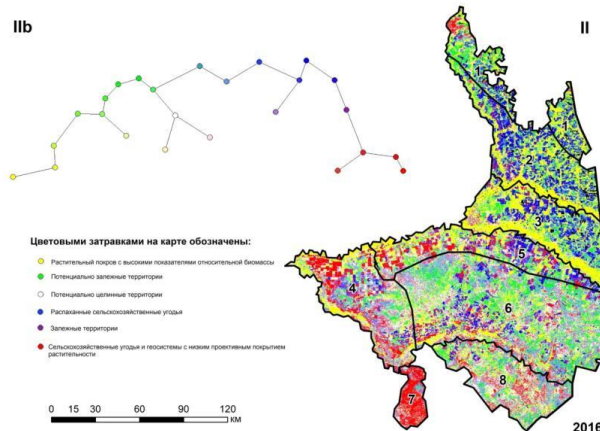 IIb
II
1
1
2
3
5
4
6
8
7
Цветовыми затравками на карте обозначены:
Растительный покров с высокими показателями относительной биомассы
Потенциально залежные территории
Потенциально целинные территории
Распаханные сельскохозяйственные угодья
Залежные территории
Сельскохозяйственные угодья и геосистемы с низким проективным покрытием
растительности
0 15 30 60 90 120
КМ
2016